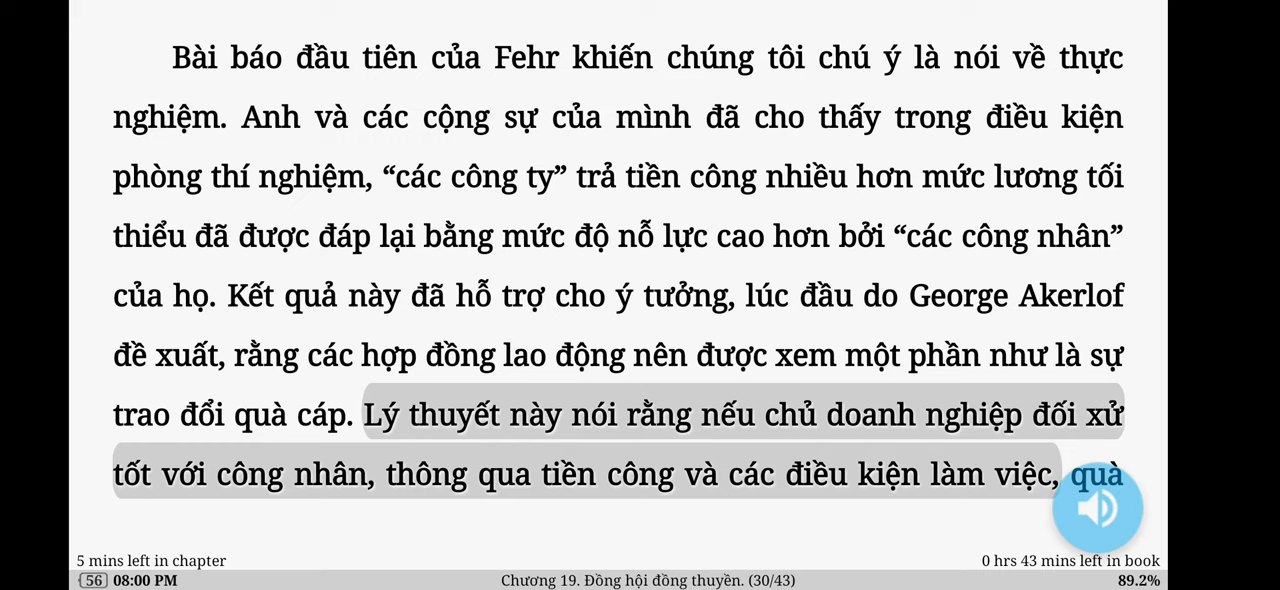 Bài báo đầu tiên của Fehr khiến chúng tôi chú ý là nói về thực
nghiệm. Anh và các cộng sự của mình đã cho thấy trong điều kiện
phòng thí nghiệm, “các công ty” trả tiền công nhiều hơn mức lương tối
thiểu đã được đáp lại bằng mức độ nỗ lực cao hơn bởi “các công nhân”
của họ. Kết quả này đã hỗ trợ cho ý tưởng, lúc đầu do George Akerlof
đề xuất, rằng các hợp đồng lao động nên được xem một phần như là sự
trao đổi quà cáp. Lý thuyết này nói rằng nếu chủ doanh nghiệp đối xử
tốt với công nhân, thông qua tiền công và các điều kiện làm việc, quà
5 mins left in chapter 0 hrs 43 mins left in book
56 08:00 PM Chương 19. Đồng hội đồng thuyền. (30/43) 89.2%